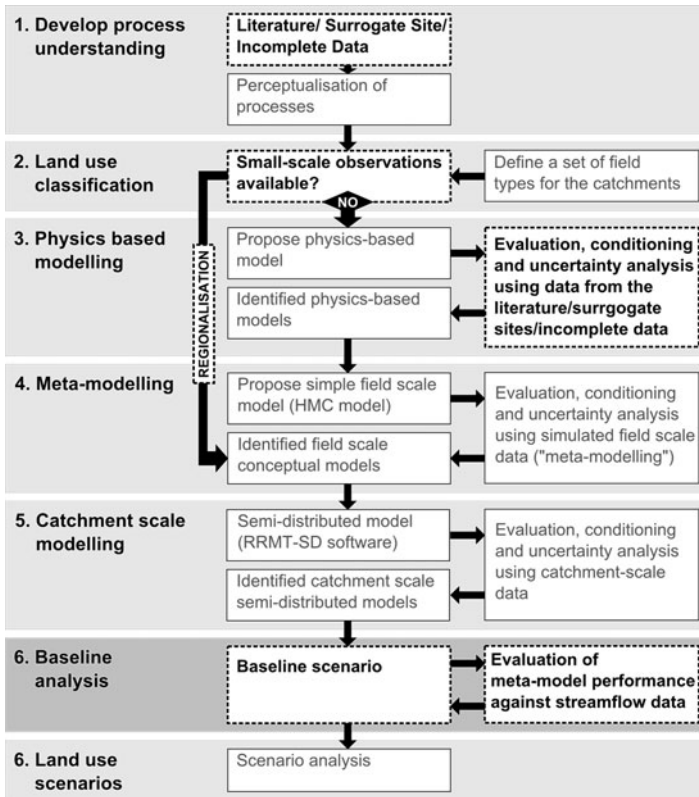 1. Develop process
understanding
Literature/ Surrogate Site/
Incomplete Data
Perceptualisation of
processes
2. Land use
classification
Small-scale observations
available?
Define a set of field
types for the catchments
NO
REGIONALISATION
3. Physics based
modelling
Propose physics-based
model
Identified physics-based
models
Evaluation, conditioning
and uncertainty analysis
using data from the
literature/surrgogate
sites/incomplete data
4. Meta-modelling
Propose simple field scale
model (HMC model)
Identified field scale
conceptual models
Evaluation, conditioning
and uncertainty analysis
using simulated field scale
data ("meta-modelling")
5. Catchment scale
modelling
Semi-distributed model
(RRMT-SD software)
Identified catchment scale
semi-distributed models
Evaluation, conditioning
and uncertainty analysis
using catchment-scale
data
6. Baseline
analysis
Baseline scenario
Evaluation of
meta-model performance
against streamflow data
6. Land use
scenarios
Scenario analysis